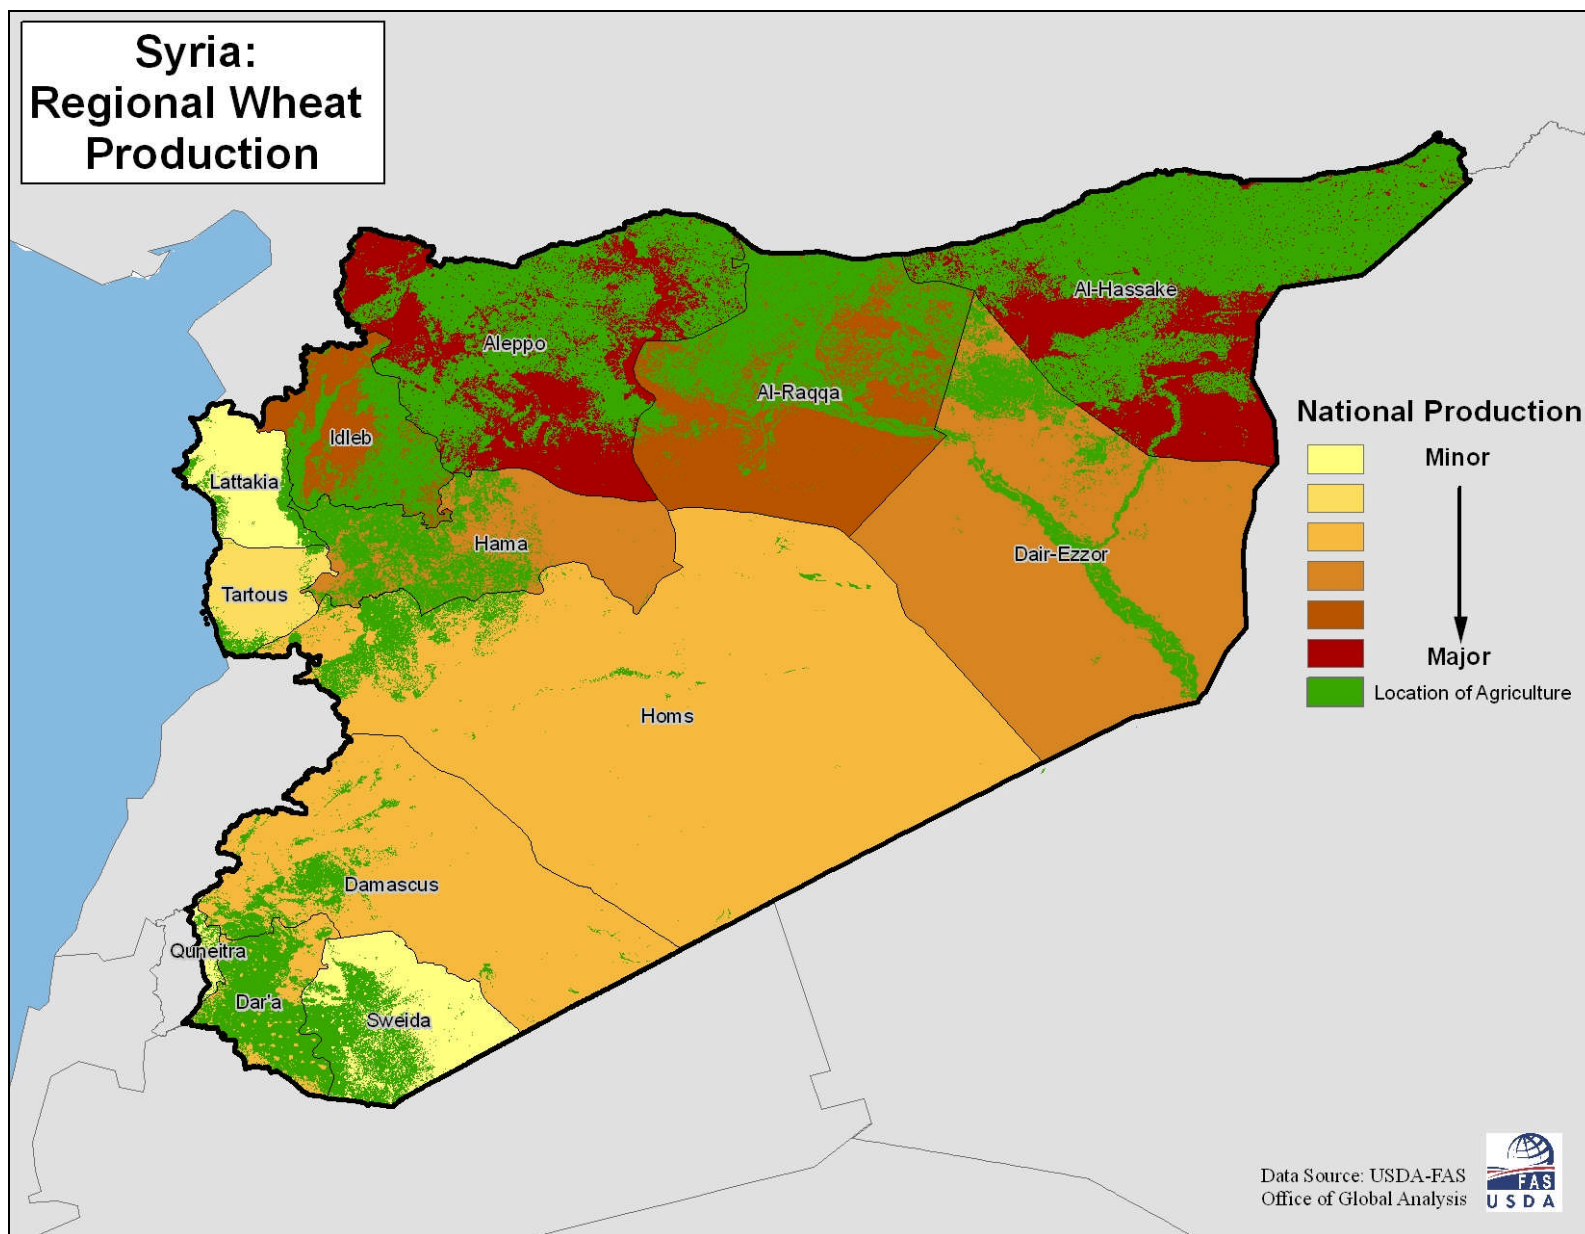 Syria:
Regional Wheat
Production
Al-Hassake
Aleppo
Al-Raqqa
National Production
Idleb
Minor
Lattakia
Hama
Dair-Ezzor
Tartous
Major
Location of Agriculture
Homs
Damascus
Quneitra
Dar'a
Sweida
Data Source: USDA-FAS
Office of Global Analysis
FAS
USDA